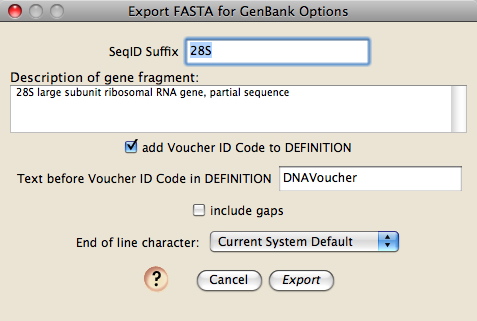 Export FASTA for GenBank Options
SeqID Suffix 28S
Description of gene fragment:
28S large subunit ribosomal RNA gene, partial sequence
add Voucher ID Code to DEFINITION
Text before Voucher ID Code in DEFINITION DNAVoucher
include gaps
End of line character: Current System Default
? Cancel Export